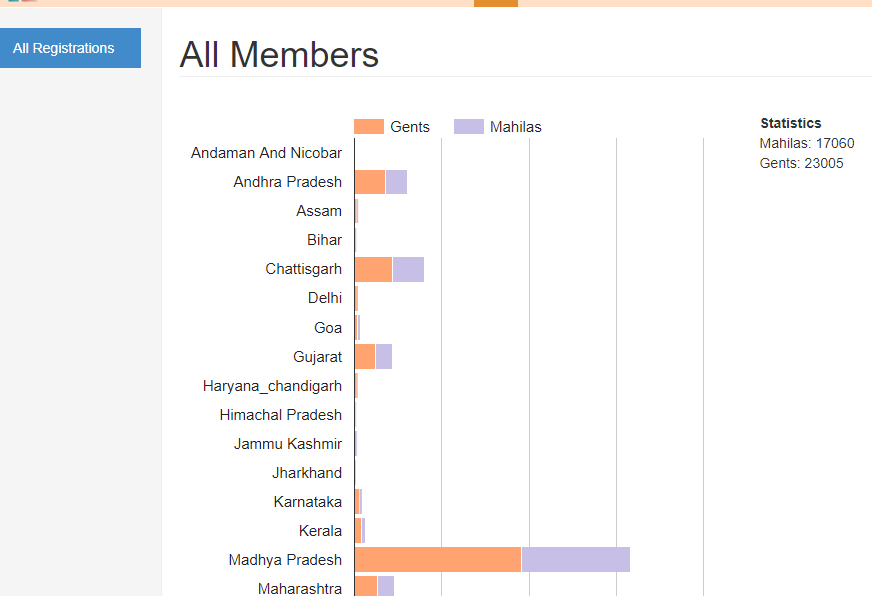 All Registrations
All Members
Gents Mahilas
Statistics
Mahilas: 17060
Gents: 23005
Andaman And Nicobar
Andhra Pradesh
Assam
Bihar
Chattisgarh
Delhi
Goa
Gujarat
Haryana_chandigarh
Himachal Pradesh
Jammu Kashmir
Jharkhand
Karnataka
Kerala
Madhya Pradesh
Maharashtra